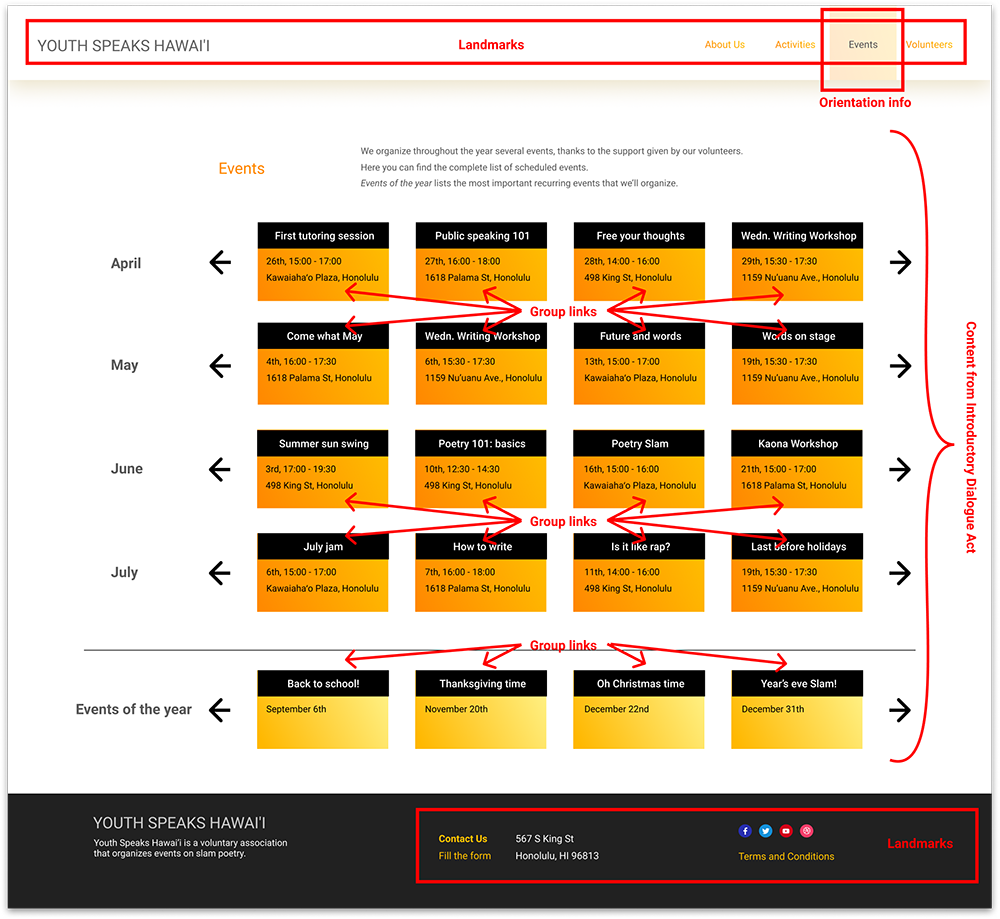 YOUTH SPEAKS HAWAI'I
Landmarks
About Us
Activities
Events
Volunteers
Orientation info
Events
We organize throughout the year several events, thanks to the support given by our volunteers.
Here you can find the complete list of scheduled events.
Events of the year lists the most important recurring events that we'll organize.
April
First tutoring session
26th, 15:00 - 17:00
Kawaiaha'o Plaza, Honolulu
Public speaking 101
27th, 16:00 - 18:00
1618 Palama St, Honolulu
Free your thoughts
28th, 14:00 - 16:00
498 King St, Honolulu
Wedn. Writing Workshop
29th, 15:30 - 17:30
1159 Nu'uanu Ave., Honolulu
Group links
May
Come what May
4th, 16:00 - 17:30
1618 Palama St, Honolulu
Wedn. Writing Workshop
6th, 15:30 - 17:30
1159 Nu'uanu Ave., Honolulu
Future and words
13th, 15:00 - 17:00
Kawaiaha'o Plaza, Honolulu
Words on stage
19th, 15:30 - 17:30
1159 Nu'uanu Ave., Honolulu
Content from Introductory Dialogue Act
June
Summer sun swing
3rd, 17:00 - 19:30
498 King St, Honolulu
Poetry 101: basics
10th, 12:30 - 14:30
498 King St, Honolulu
Poetry Slam
16th, 15:00 - 16:00
Kawaiaha'o Plaza, Honolulu
Kaona Workshop
21th, 15:00 - 17:00
1618 Palama St, Honolulu
Group links
July
July jam
6th, 15:00 - 17:00
Kawaiaha'o Plaza, Honolulu
How to write
7th, 16:00 - 18:00
1618 Palama St, Honolulu
Is it like rap?
11th, 14:00 - 16:00
498 King St, Honolulu
Last before holidays
19th, 15:30 - 17:30
1159 Nu'uanu Ave., Honolulu
Group links
Events of the year
Back to school!
September 6th
Thanksgiving time
November 20th
Oh Christmas time
December 22nd
Year's eve Slam!
December 31th
YOUTH SPEAKS HAWAI'I
Youth Speaks Hawai'i is a voluntary association
that organizes events on slam poetry.
Contact Us
Fill the form
567 S King St
Honolulu, HI 96813
Terms and Conditions
Landmarks